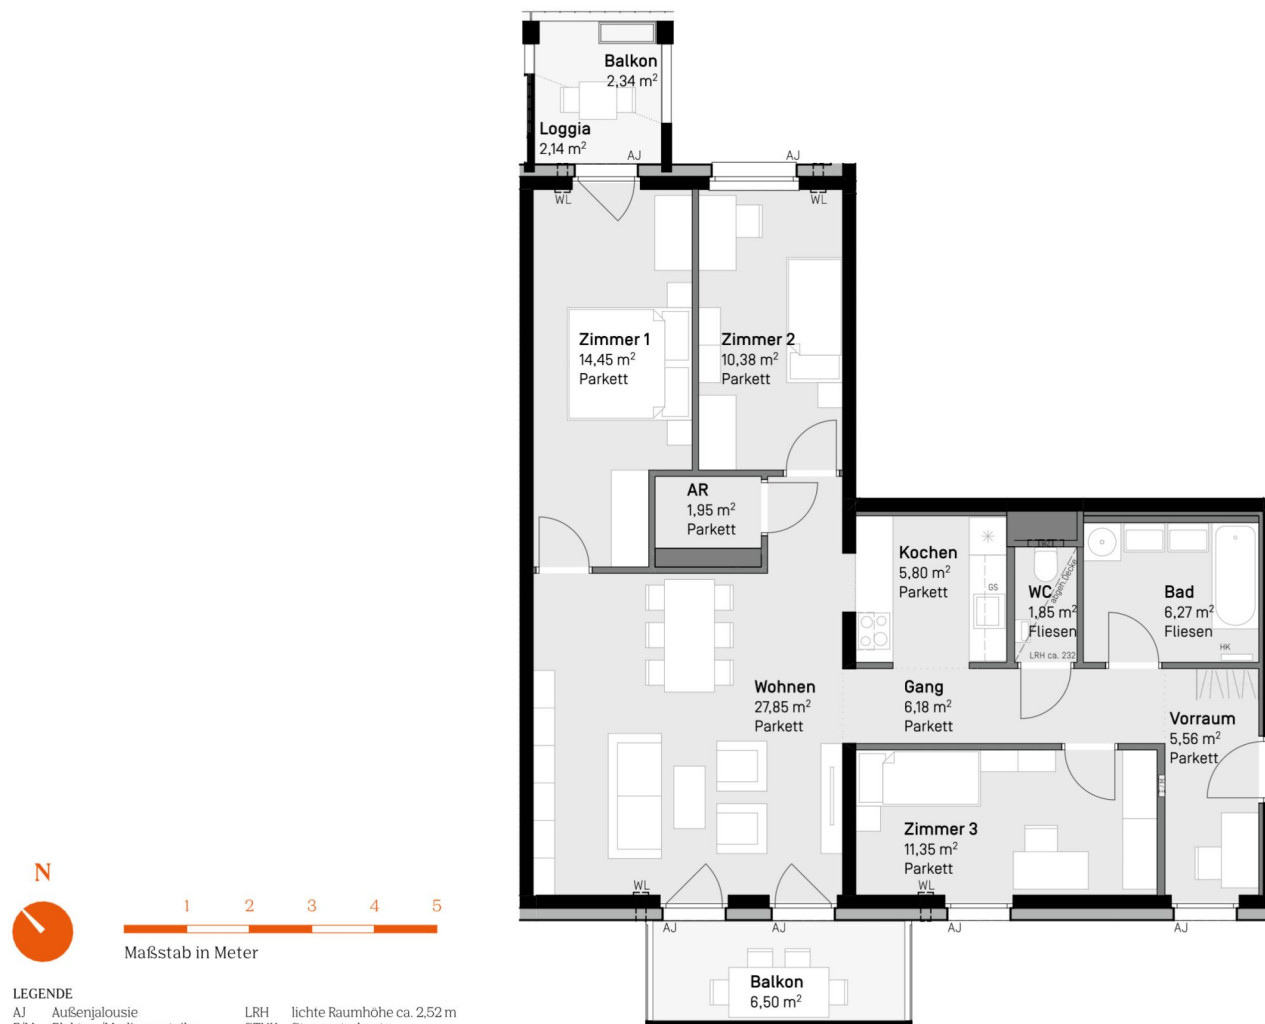 Balkon
2,34 m²
Loggia
2,14 m²
AJ
AJ
WL
WL
Zimmer 1
14,45 m²
Parkett
Zimmer 2
10,38 m²
Parkett
AR
1,95 m²
Parkett
Kochen
5,80 m²
Parkett
GS
WC
1,85 m²
Fliesen
abgeh. Decke
LRH ca. 232
Bad
6,27 m²
Fliesen
HK
Wohnen
27,85 m²
Parkett
Gang
6,18 m²
Parkett
Vorraum
5,56 m²
Parkett
Zimmer 3
11,35 m²
Parkett
WL
WL
AJ
AJ
AJ
AJ
Balkon
6,50 m²
N
1 2 3 4 5
Maßstab in Meter
LEGENDE
AJ Außenjalousie LRH lichte Raumhöhe ca. 2,52 m